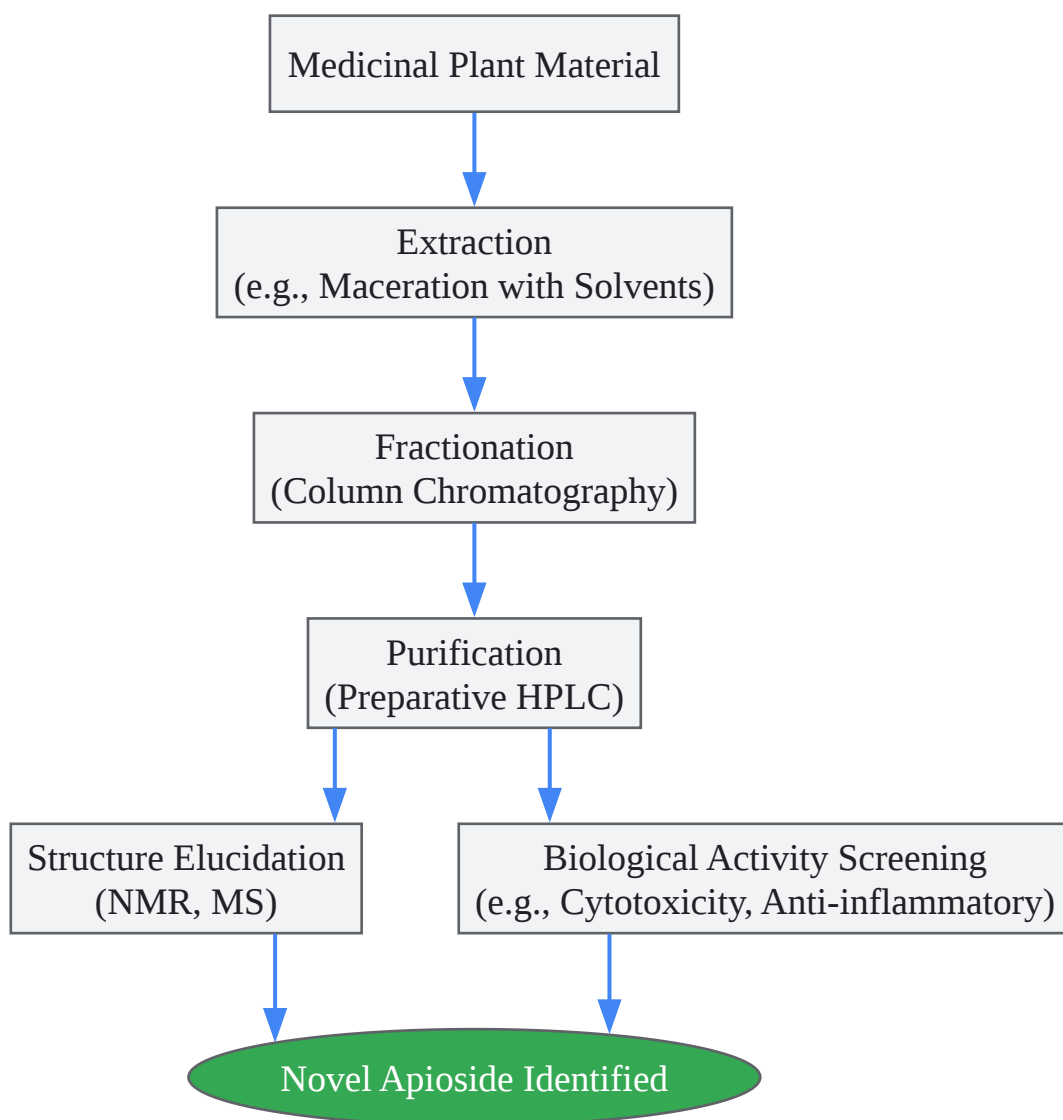 Medicinal Plant Material
Extraction
(e.g., Maceration with Solvents)
Fractionation
(Column Chromatography)
Purification
(Preparative HPLC)
Structure Elucidation
(NMR, MS)
Biological Activity Screening
(e.g., Cytotoxicity, Anti-inflammatory)
Novel Apioside Identified